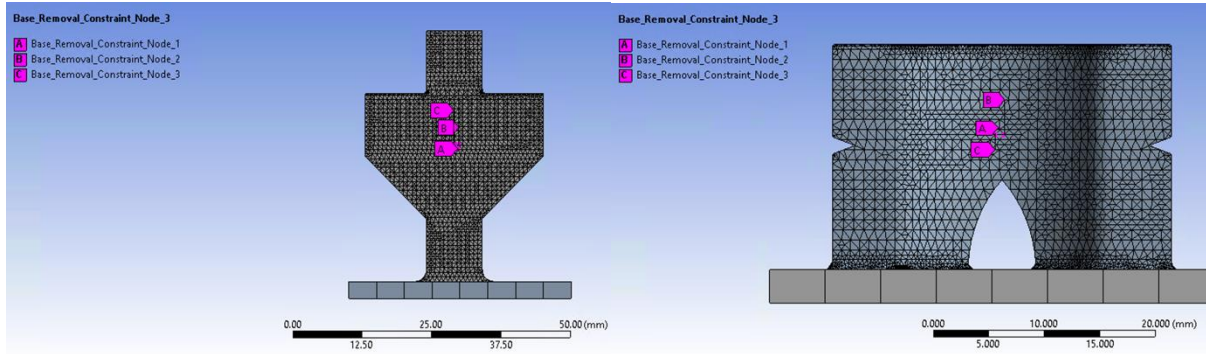 Base_Removal_Constraint_Node_3
A Base_Removal_Constraint_Node_1
B Base_Removal_Constraint_Node_2
C Base_Removal_Constraint_Node_3
C
B
A
0.00 25.00 50.00 (mm)
12.50 37.50
Base_Removal_Constraint_Node_3
A Base_Removal_Constraint_Node_1
B Base_Removal_Constraint_Node_2
C Base_Removal_Constraint_Node_3
B
A
C
0.000 10.000 20.000 (mm)
5.000 15.000